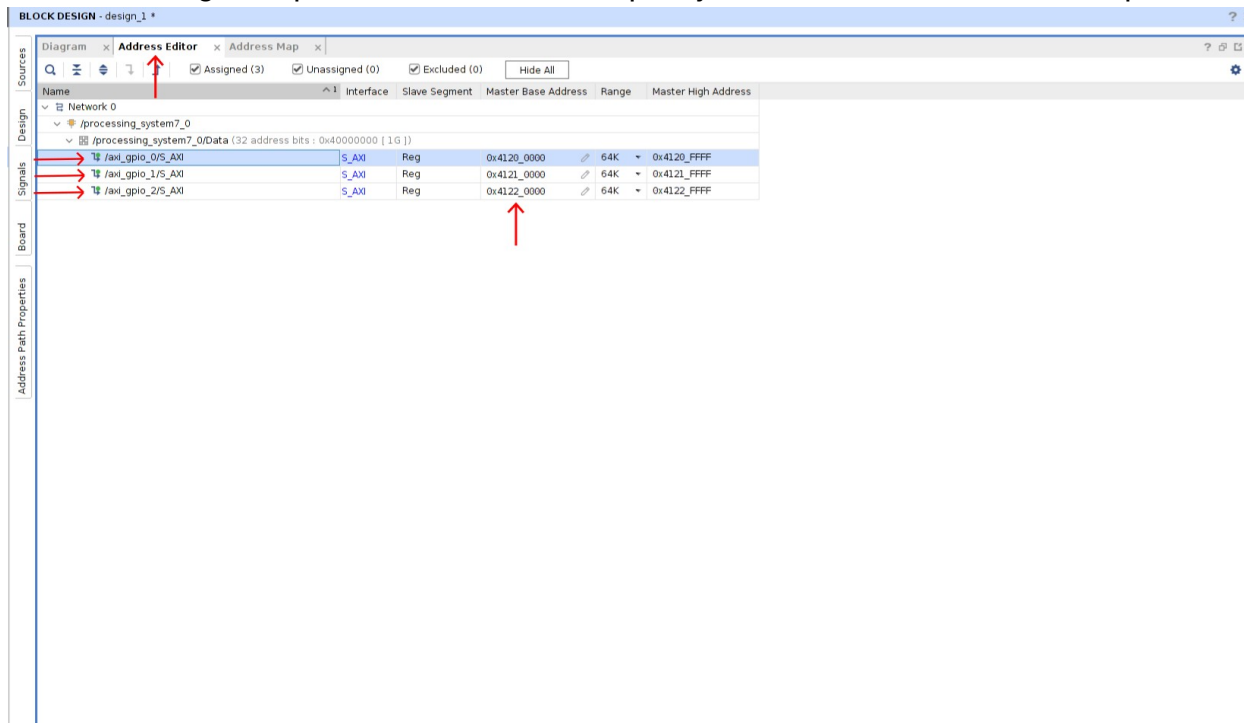 BLOCK DESIGN - design_1 * ?
Diagram x Address Editor x Address Map x ?
Assigned (3) Unassigned (0) Excluded (0) Hide All
Name ^1 Interface Slave Segment Master Base Address Range Master High Address
Network 0
/processing_system7_0
/processing_system7_0/Data (32 address bits : 0x40000000 [ 1G ])
/axi_gpio_0/S_AXI S_AXI Reg 0x4120_0000 64K 0x4120_FFFF
/axi_gpio_1/S_AXI S_AXI Reg 0x4121_0000 64K 0x4121_FFFF
/axi_gpio_2/S_AXI S_AXI Reg 0x4122_0000 64K 0x4122_FFFF
Sources
Design
Signals
Board
Address Path Properties